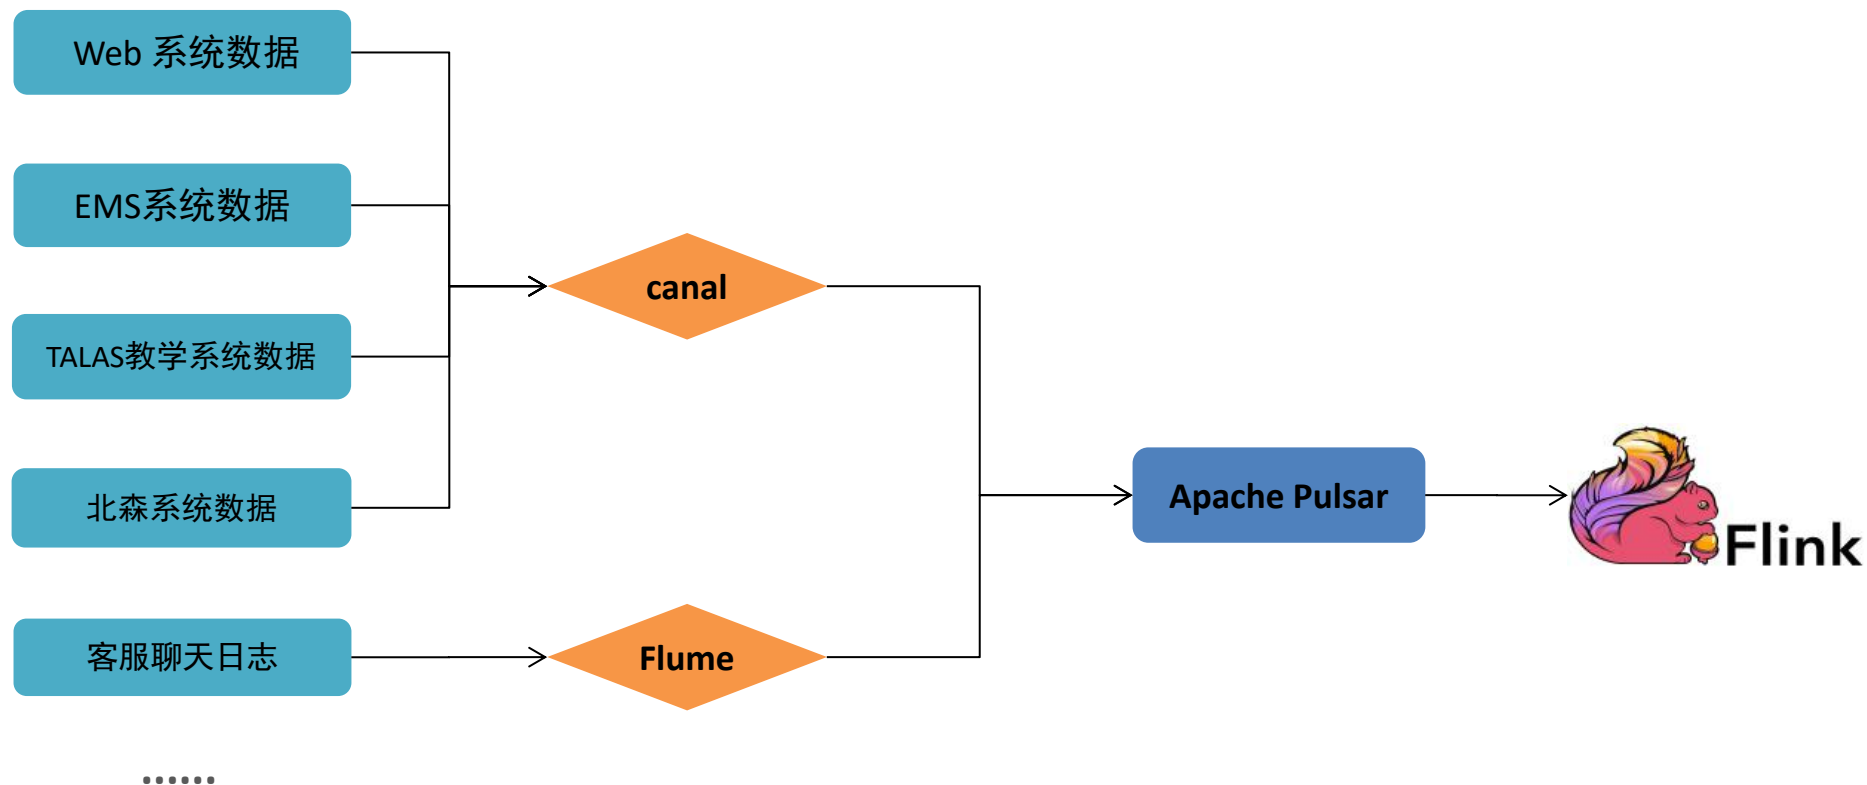 Web 系统数据
EMS系统数据
TALAS教学系统数据
北森系统数据
客服聊天日志
......
canal
Flume
Apache Pulsar
Flink